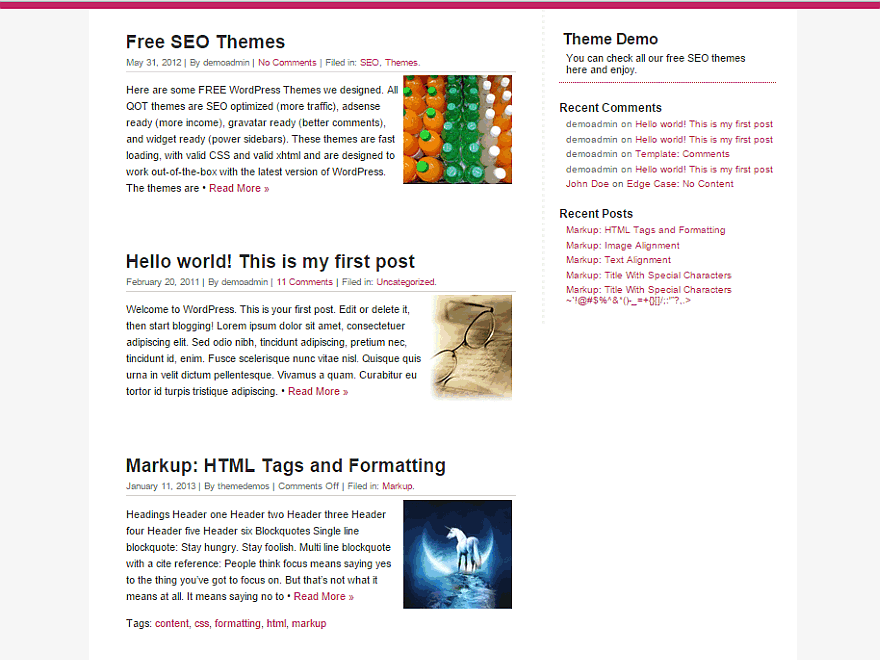 Free SEO Themes
May 31, 2012 | By demoadmin | No Comments | Filed in: SEO, Themes.
Here are some FREE WordPress Themes we designed. All
QOT themes are SEO optimized (more traffic), adsense
ready (more income), gravatar ready (better comments),
and widget ready (power sidebars). These themes are fast
loading, with valid CSS and valid xhtml and are designed to
work out-of-the-box with the latest version of WordPress.
The themes are • Read More »
Hello world! This is my first post
February 20, 2011 | By demoadmin | 11 Comments | Filed in: Uncategorized.
Welcome to WordPress. This is your first post. Edit or delete it,
then start blogging! Lorem ipsum dolor sit amet, consectetuer
adipiscing elit. Sed odio nibh, tincidunt adipiscing, pretium nec,
tincidunt id, enim. Fusce scelerisque nunc vitae nisl. Quisque quis
urna in velit dictum pellentesque. Vivamus a quam. Curabitur eu
tortor id turpis tristique adipiscing. • Read More »
Markup: HTML Tags and Formatting
January 11, 2013 | By themedemos | Comments Off | Filed in: Markup.
Headings Header one Header two Header three Header
four Header five Header six Blockquotes Single line
blockquote: Stay hungry. Stay foolish. Multi line blockquote
with a cite reference: People think focus means saying yes
to the thing you've got to focus on. But that's not what it
means at all. It means saying no to • Read More »
Tags: content, css, formatting, html, markup
Theme Demo
You can check all our free SEO themes
here and enjoy.
Recent Comments
demoadmin on Hello world! This is my first post
demoadmin on Hello world! This is my first post
demoadmin on Template: Comments
demoadmin on Hello world! This is my first post
John Doe on Edge Case: No Content
Recent Posts
Markup: HTML Tags and Formatting
Markup: Image Alignment
Markup: Text Alignment
Markup: Title With Special Characters
Markup: Title With Special Characters
~`!@#$%^&*()-_=+{}[]/;:'"?,.>